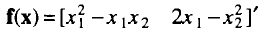 f(x) = [x₁² − x₁x₂  2x₁ − x₂²]′